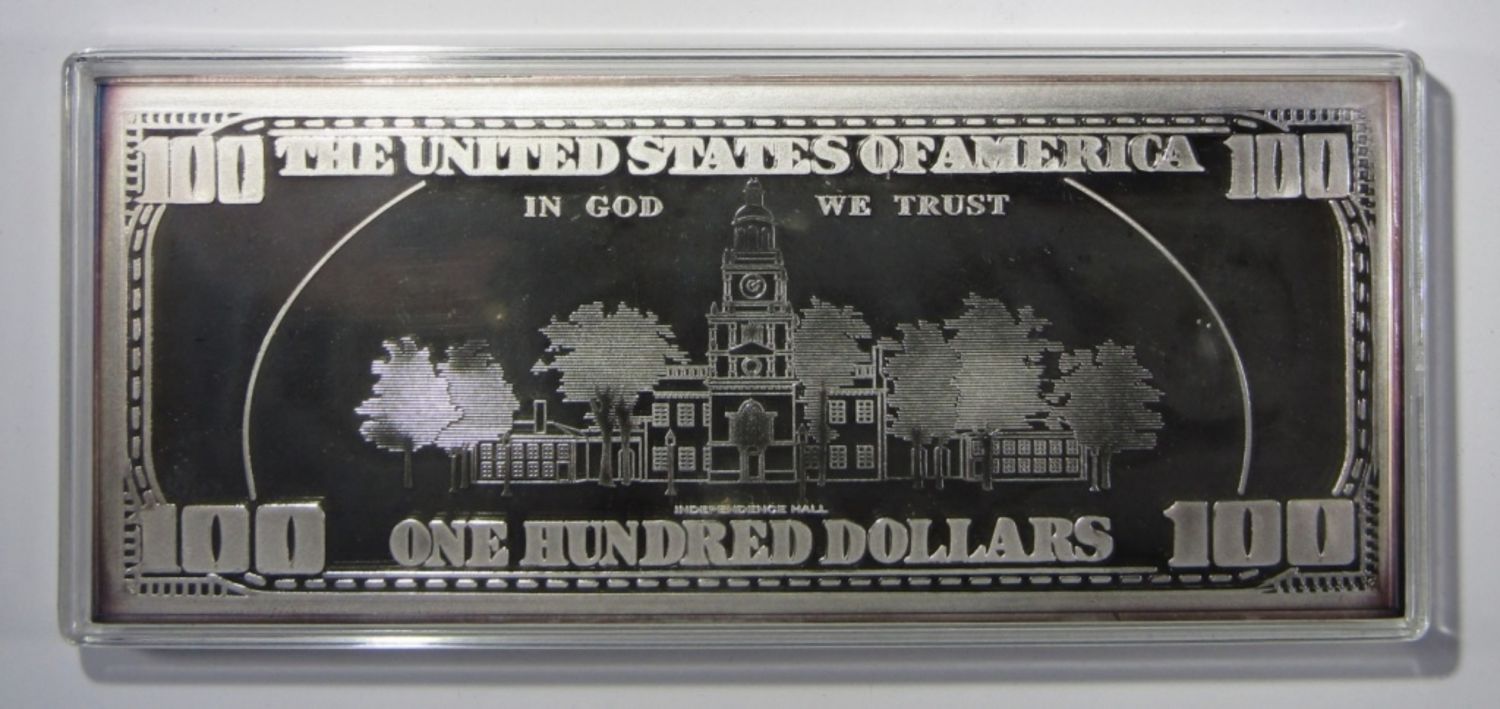 100 THE UNITED STATES OF AMERICA 100
IN GOD WE TRUST
INDEPENDENCE HALL
100 ONE HUNDRED DOLLARS 100